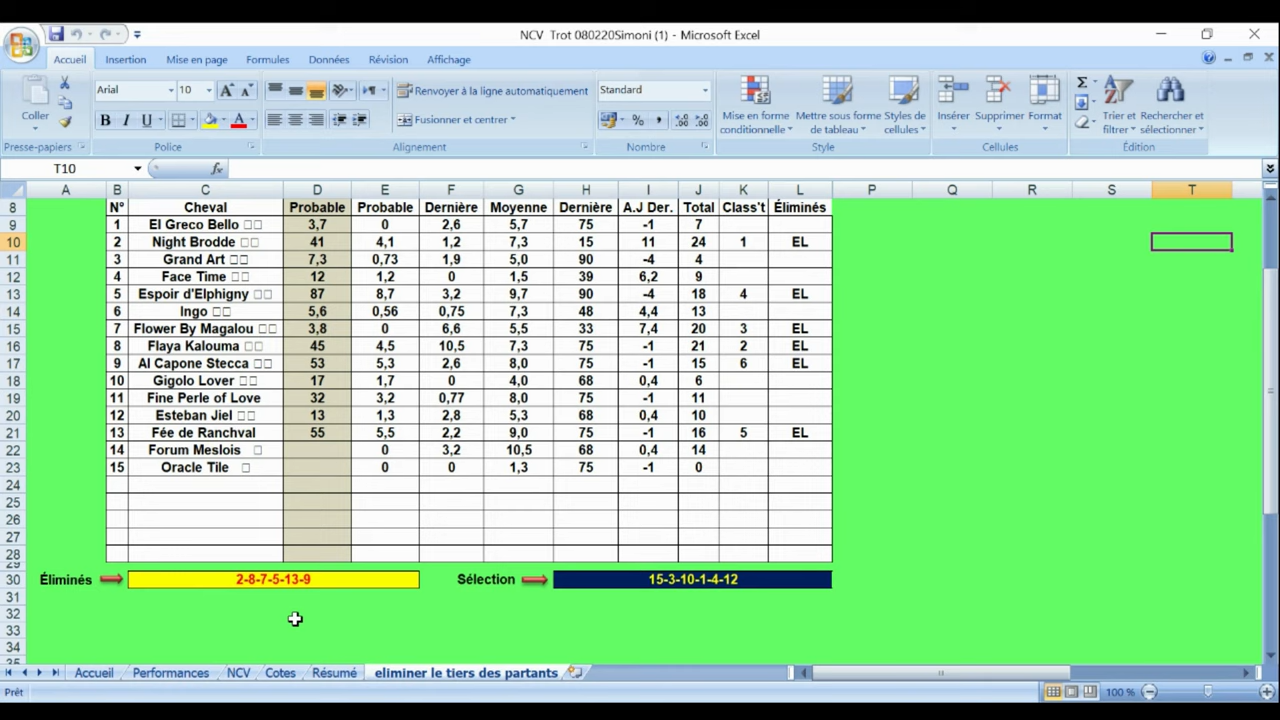 NCV Trot 080220Simoni (1) - Microsoft Excel
Accueil Insertion Mise en page Formules Données Révision Affichage
Coller Arial 10 Renvoyer à la ligne automatiquement Standard
B I U Fusionner et centrer % Mise en forme conditionnelle Mettre sous forme de tableau Styles de cellules Insérer Supprimer Format Σ Trier et filtrer Rechercher et sélectionner
Presse-papiers Police Alignement Nombre Style Cellules Édition
T10 fx
A B C D E F G H I J K L P Q R S T
8 N° Cheval Probable Probable Dernière Moyenne Dernière A.J Der. Total Class't Éliminés
9 1 El Greco Bello 3,7 0 2,6 5,7 75 -1 7
10 2 Night Brodde 41 4,1 1,2 7,3 15 11 24 1 EL
11 3 Grand Art 7,3 0,73 1,9 5,0 90 -4 4
12 4 Face Time 12 1,2 0 1,5 39 6,2 9
13 5 Espoir d'Elphigny 87 8,7 3,2 9,7 90 -4 18 4 EL
14 6 Ingo 5,6 0,56 0,75 7,3 48 4,4 13
15 7 Flower By Magalou 3,8 0 6,6 5,5 33 7,4 20 3 EL
16 8 Flaya Kalouma 45 4,5 10,5 7,3 75 -1 21 2 EL
17 9 Al Capone Stecca 53 5,3 2,6 8,0 75 -1 15 6 EL
18 10 Gigolo Lover 17 1,7 0 4,0 68 0,4 6
19 11 Fine Perle of Love 32 3,2 0,77 8,0 75 -1 11
20 12 Esteban Jiel 13 1,3 2,8 5,3 68 0,4 10
21 13 Fée de Ranchval 55 5,5 2,2 9,0 75 -1 16 5 EL
22 14 Forum Meslois 0 3,2 10,5 68 0,4 14
23 15 Oracle Tile 0 0 1,3 75 -1 0
24
25
26
27
28
29
30 Éliminés 2-8-7-5-13-9 Sélection 15-3-10-1-4-12
31
32
33
34
35
Accueil Performances NCV Cotes Résumé eliminer le tiers des partants
Prêt 100 %